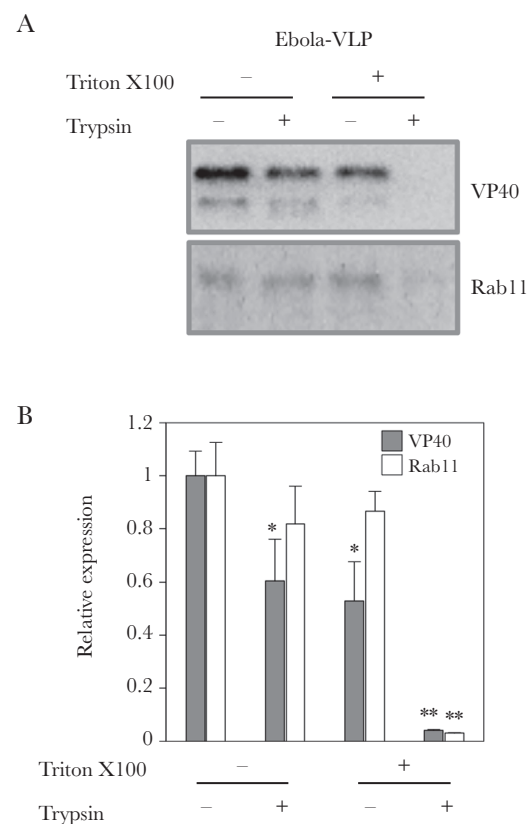 A
Ebola-VLP
Triton X100 – +
Trypsin – + – +
VP40
Rab11
B
1.2
1
0.8
0.6
0.4
0.2
0
Relative expression
VP40
Rab11
*
*
** **
Triton X100 – +
Trypsin – + – +